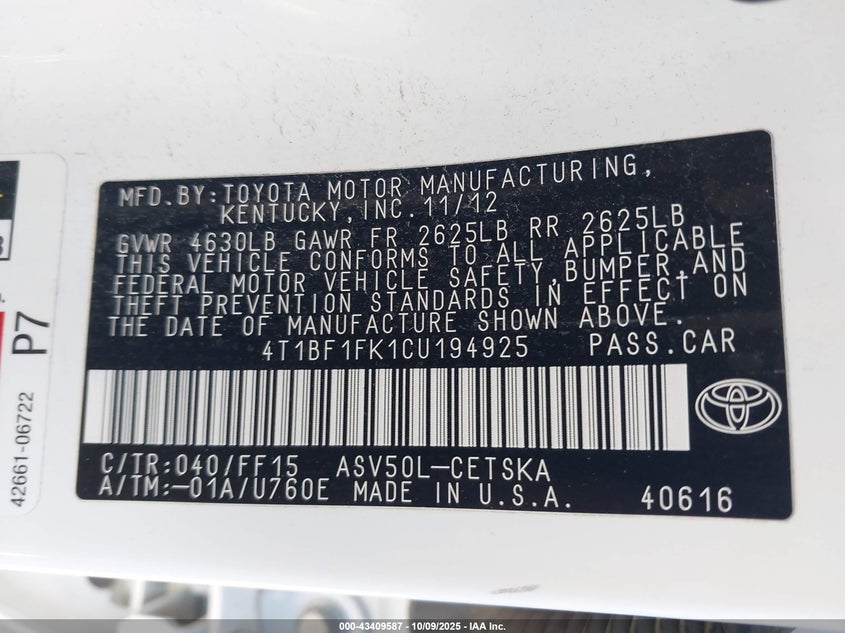 MFD.BY:TOYOTA MOTOR MANUFACTURING,
KENTUCKY,INC.11/12
GVWR 4630LB GAWR FR 2625LB RR 2625LB
THIS VEHICLE CONFORMS TO ALL APPLICABLE
FEDERAL MOTOR VEHICLE SAFETY,BUMPER,AND
THEFT PREVENTION STANDARDS IN EFFECT ON
THE DATE OF MANUFACTURE SHOWN ABOVE.
4T1BF1FK1CU194925 PASS.CAR
C/TR:040/FF15 ASV50L-CETSKA
A/TM:-01A/U760E MADE IN U.S.A. 40616
P7
42661-06722
000-43409587 - 10/09/2025 - IAA Inc.